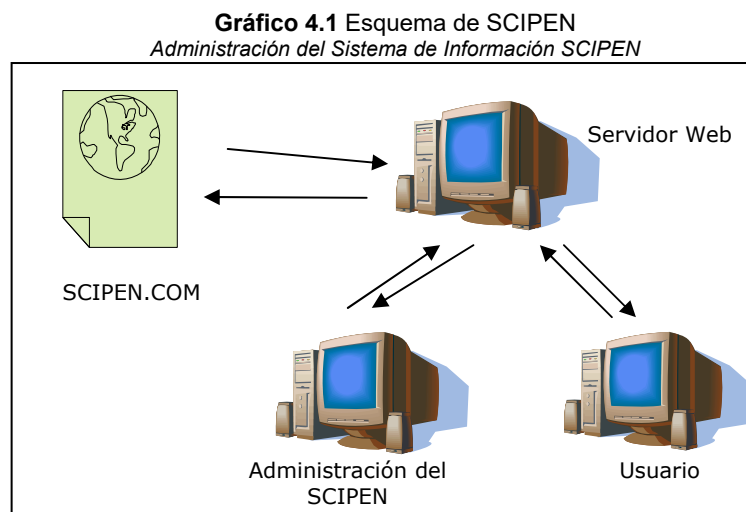 Gráfico 4.1 Esquema de SCIPEN
Administración del Sistema de Información SCIPEN
Servidor Web
SCIPEN.COM
Administración del
SCIPEN
Usuario